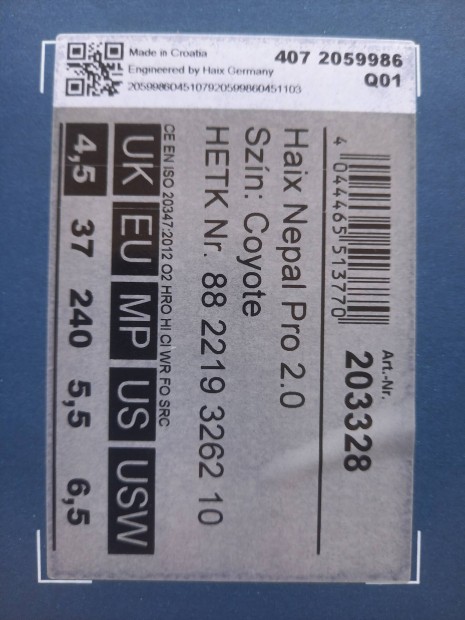 Made in Croatia
Engineered by Haix Germany
2059986045107920599860451103
407 2059986
Q01
4 044465 513770
Art.-Nr.
203328
Haix Nepal Pro 2.0
Szín: Coyote
HETK Nr. 88 2219 3262 10
CE EN ISO 20347:2012 O2 HRO HI CI WR FO SRC
UK EU MP US USW
4,5 37 240 5,5 6,5